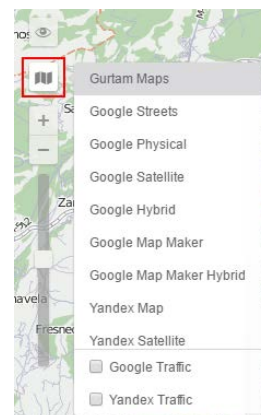 Gurtam Maps
Google Streets
Google Physical
Google Satellite
Google Hybrid
Google Map Maker
Google Map Maker Hybrid
Yandex Map
Yandex Satellite
Google Traffic
Yandex Traffic